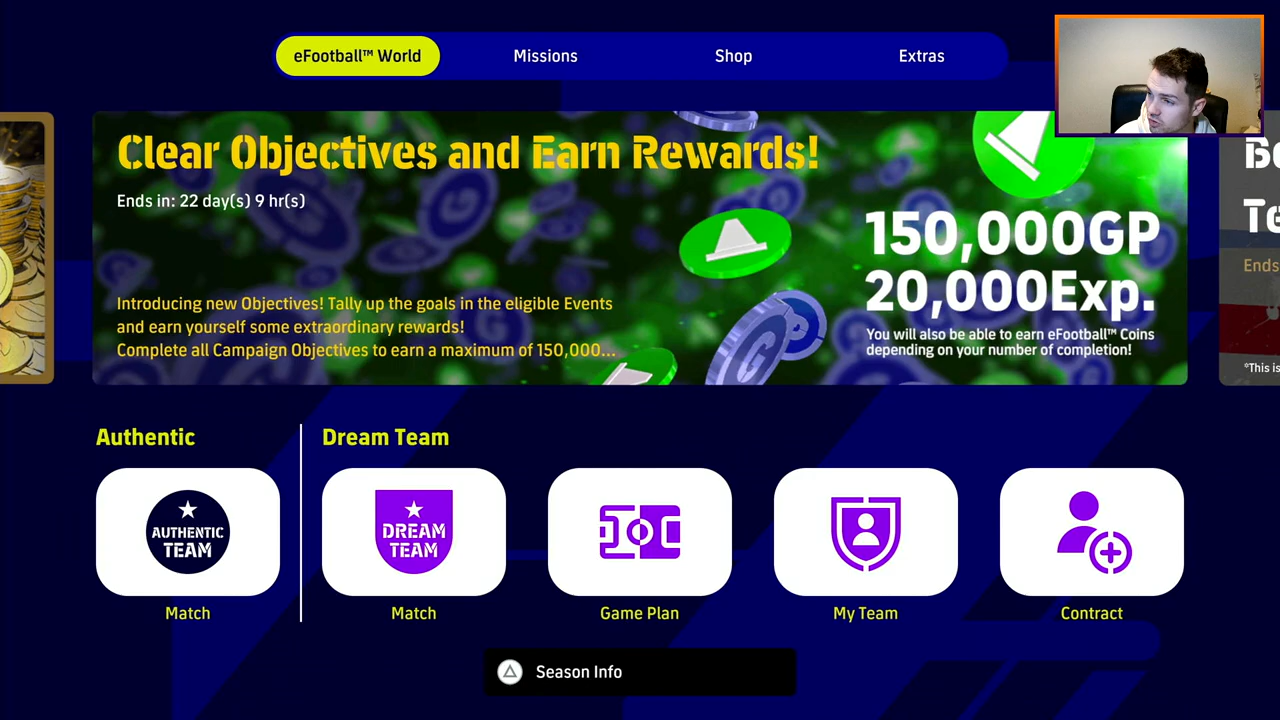 eFootball™ World
Missions
Shop
Extras
Clear Objectives and Earn Rewards!
Ends in: 22 day(s) 9 hr(s)
Introducing new Objectives! Tally up the goals in the eligible Events
and earn yourself some extraordinary rewards!
Complete all Campaign Objectives to earn a maximum of 150,000...
150,000GP
20,000Exp.
You will also be able to earn eFootball™ Coins
depending on your number of completion!
Ends
*This is
Authentic
Dream Team
AUTHENTIC
TEAM
DREAM
TEAM
Match
Match
Game Plan
My Team
Contract
Season Info